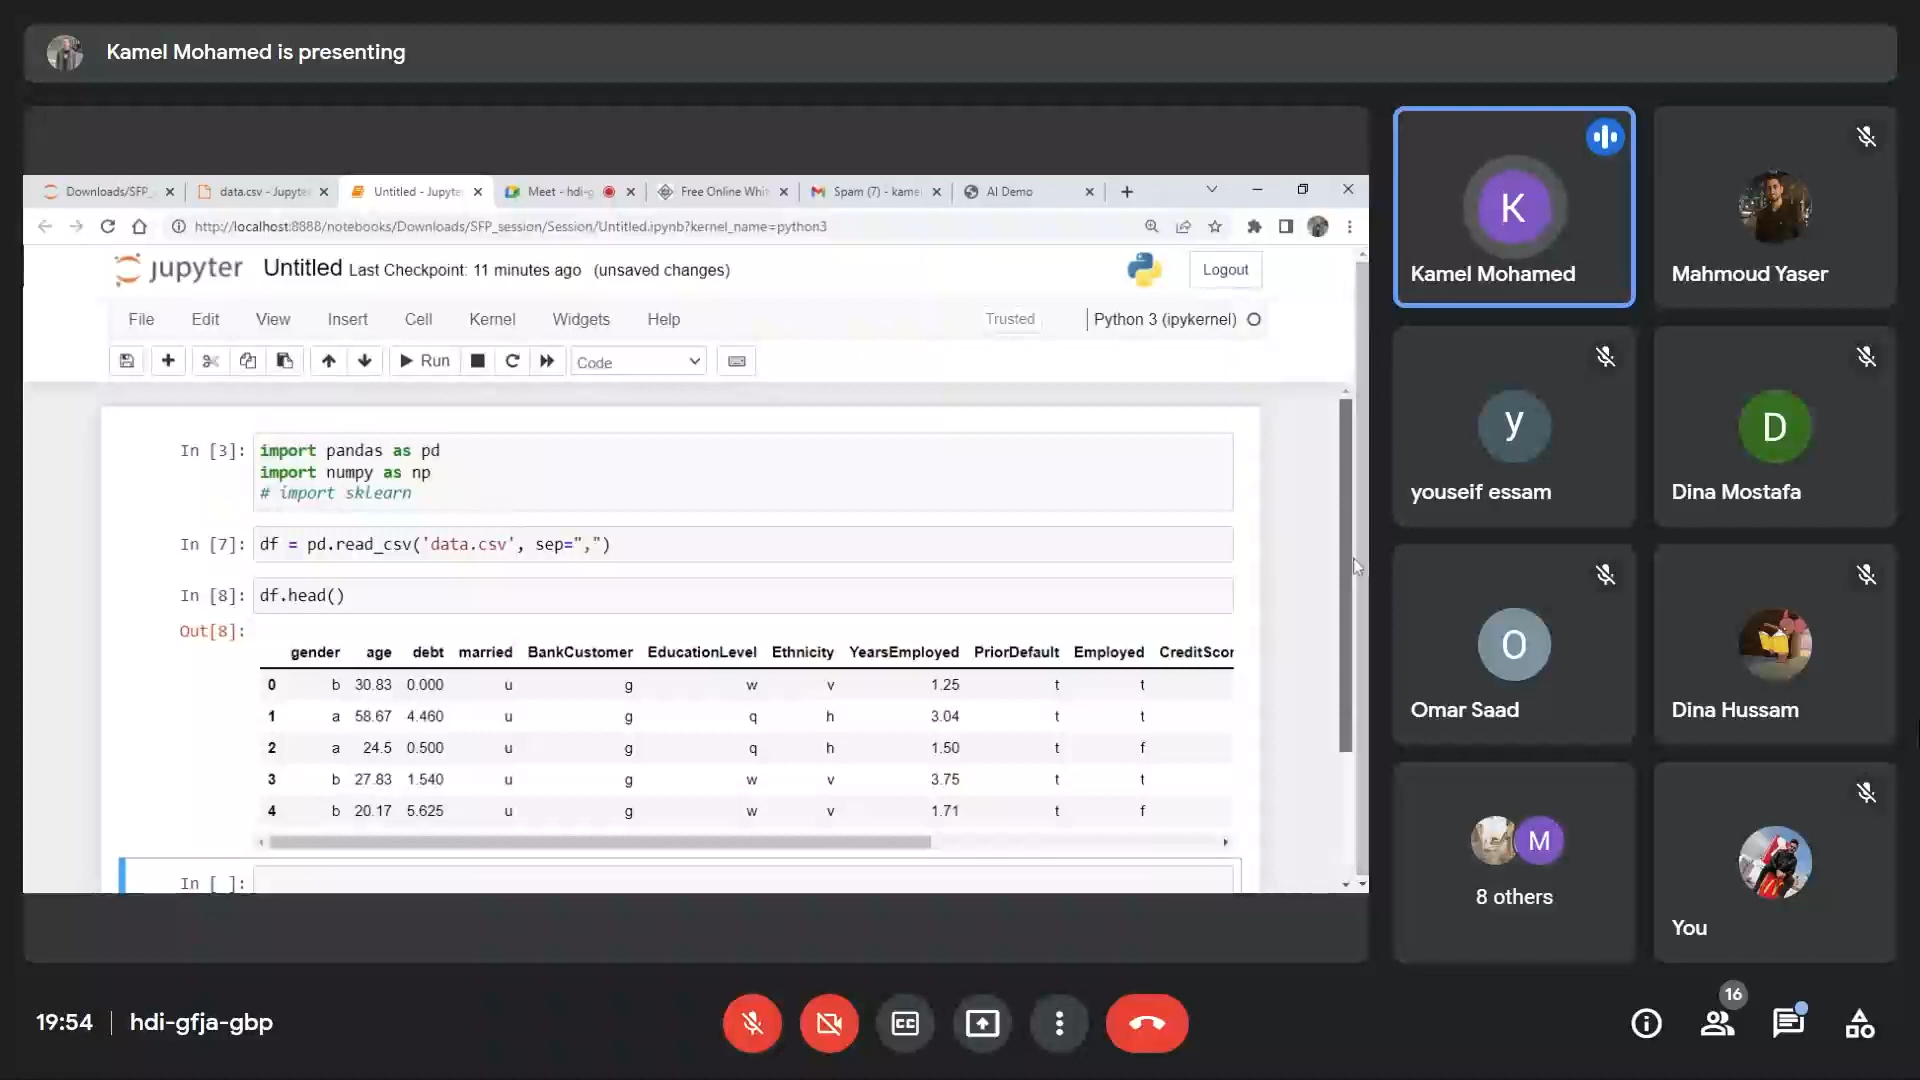 Kamel Mohamed is presenting
Downloads/SFP_
data.csv - Jupyte
Untitled - Jupyte
Meet - hdi-g
Free Online Whit
Spam (7) - kame
AI Demo
http://localhost:8888/notebooks/Downloads/SFP_session/Session/Untitled.ipynb?kernel_name=python3
jupyter Untitled Last Checkpoint: 11 minutes ago (unsaved changes)
Logout
File Edit View Insert Cell Kernel Widgets Help
Trusted
Python 3 (ipykernel)
Run
Code
In [3]: import pandas as pd
import numpy as np
# import sklearn
In [7]: df = pd.read_csv('data.csv', sep=",")
In [8]: df.head()
Out[8]:
gender age debt married BankCustomer EducationLevel Ethnicity YearsEmployed PriorDefault Employed CreditScor
0 b 30.83 0.000 u g w v 1.25 t t
1 a 58.67 4.460 u g q h 3.04 t t
2 a 24.5 0.500 u g q h 1.50 t f
3 b 27.83 1.540 u g w v 3.75 t t
4 b 20.17 5.625 u g w v 1.71 t f
In [ ]:
K
Kamel Mohamed
Mahmoud Yaser
y
youseif essam
D
Dina Mostafa
O
Omar Saad
Dina Hussam
M
8 others
You
19:54
hdi-gfja-gbp
CC
16